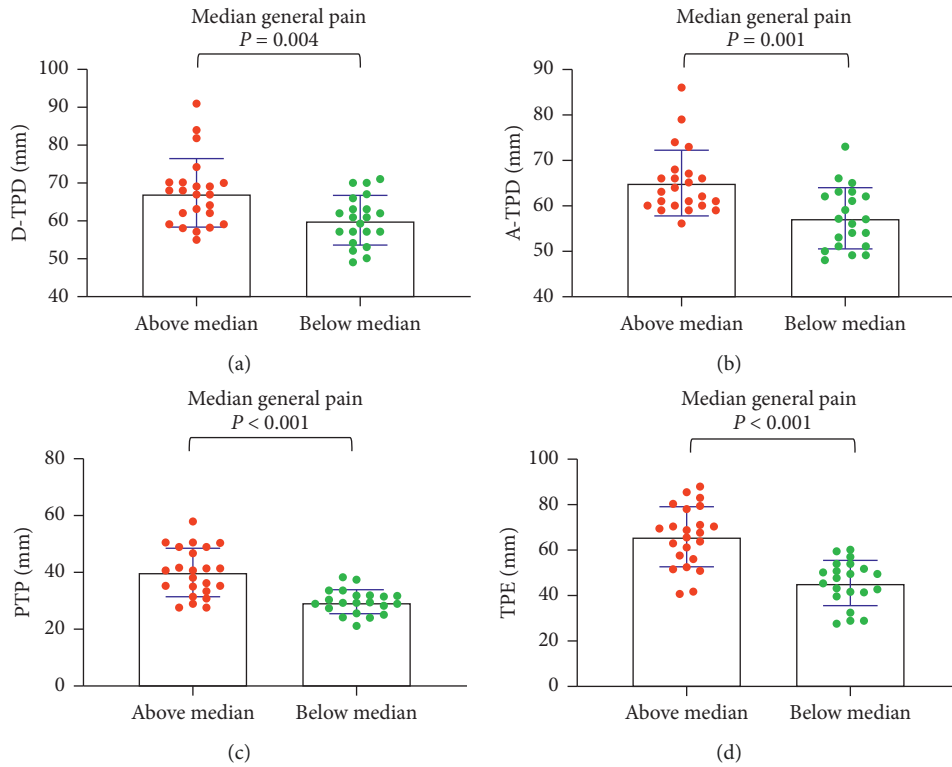 Median general pain
P = 0.004
100
90
80
70
60
50
40
D-TPD (mm)
Above median
Below median
(a)
Median general pain
P = 0.001
90
80
70
60
50
40
A-TPD (mm)
Above median
Below median
(b)
Median general pain
P < 0.001
80
60
40
20
0
PTP (mm)
Above median
Below median
(c)
Median general pain
P < 0.001
100
80
60
40
20
0
TPE (mm)
Above median
Below median
(d)